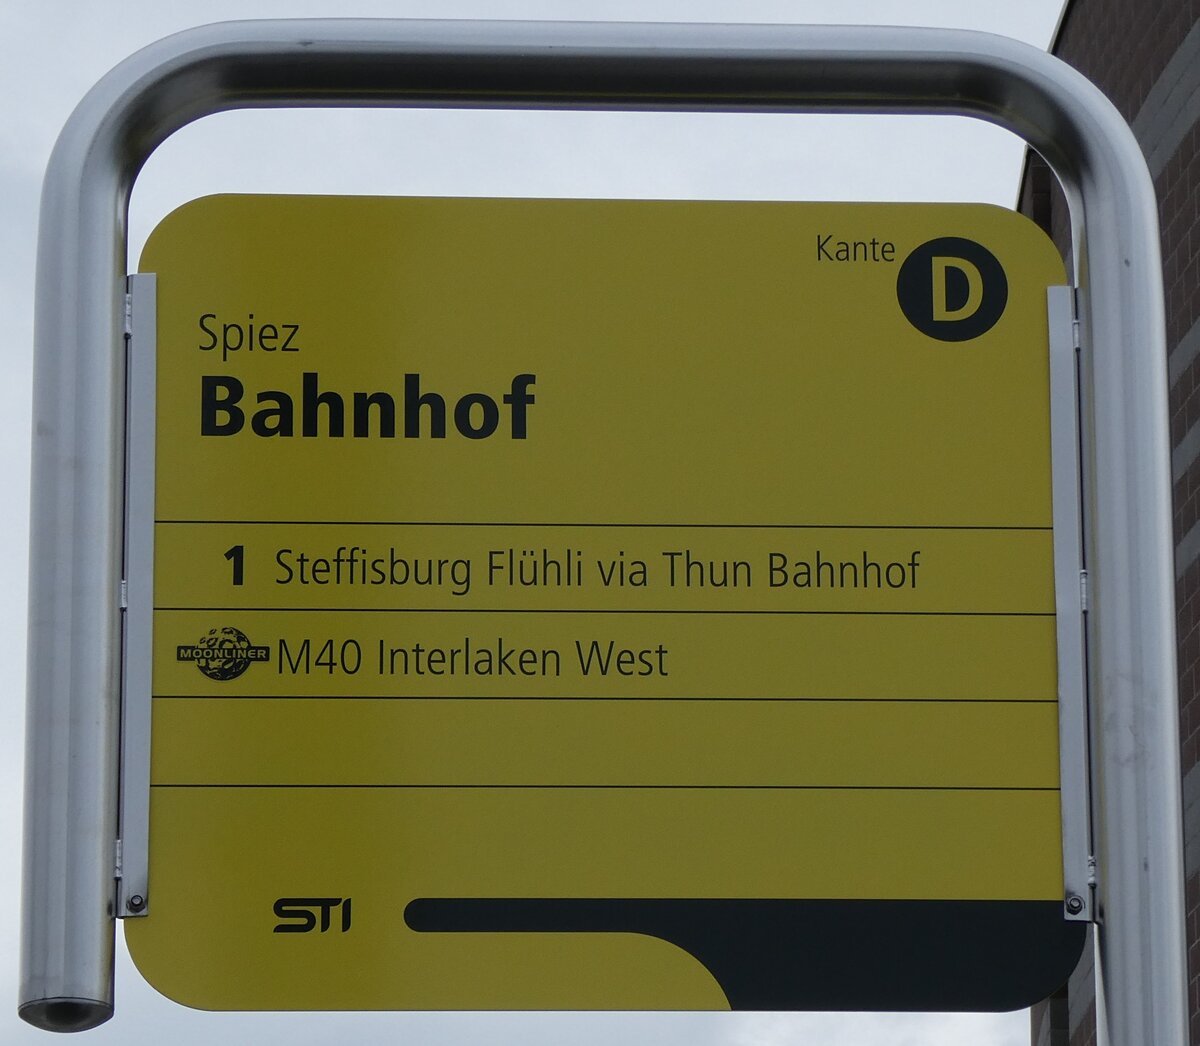 Kante D
Spiez
Bahnhof
1 Steffisburg Flühli via Thun Bahnhof
MOONLINER M40 Interlaken West
STI